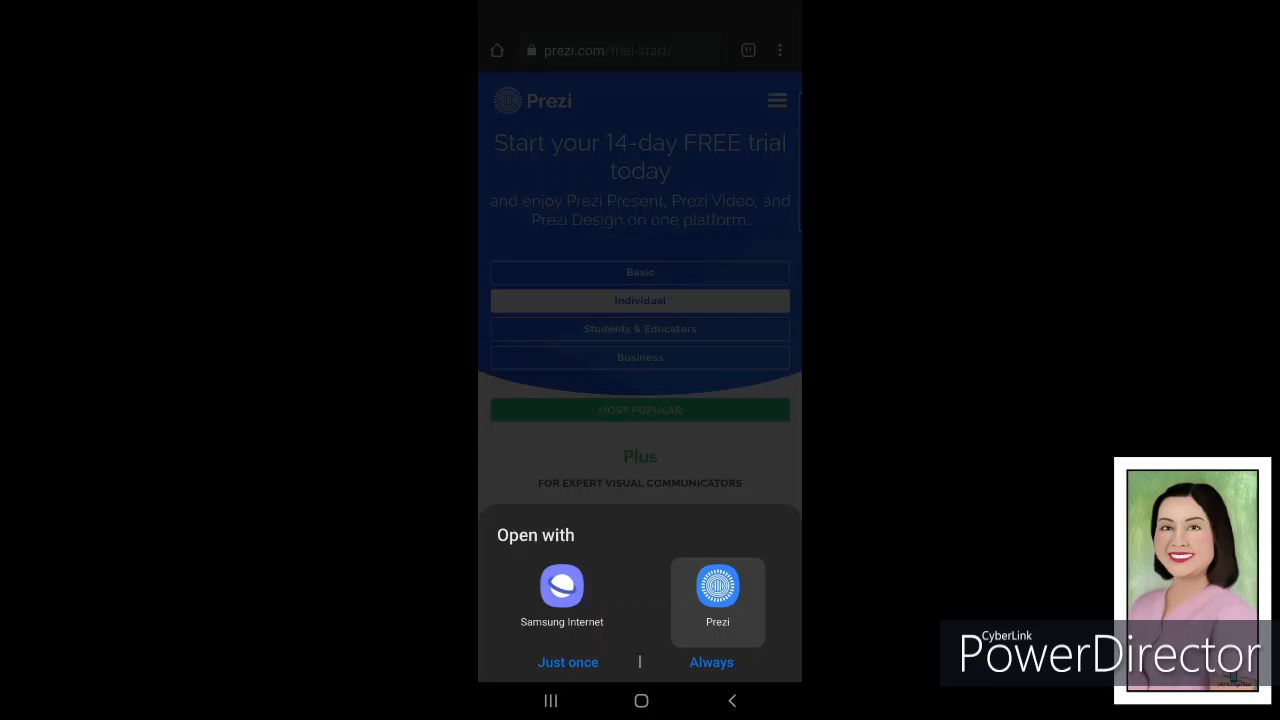 prezi.com/trial-start/
11
Prezi
Start your 14-day FREE trial
today
and enjoy Prezi Present, Prezi Video, and
Prezi Design on one platform.
Basic
Individual
Students & Educators
Business
MOST POPULAR
Plus
FOR EXPERT VISUAL COMMUNICATORS
Open with
Samsung Internet
Prezi
Just once
Always
CyberLink
PowerDirector